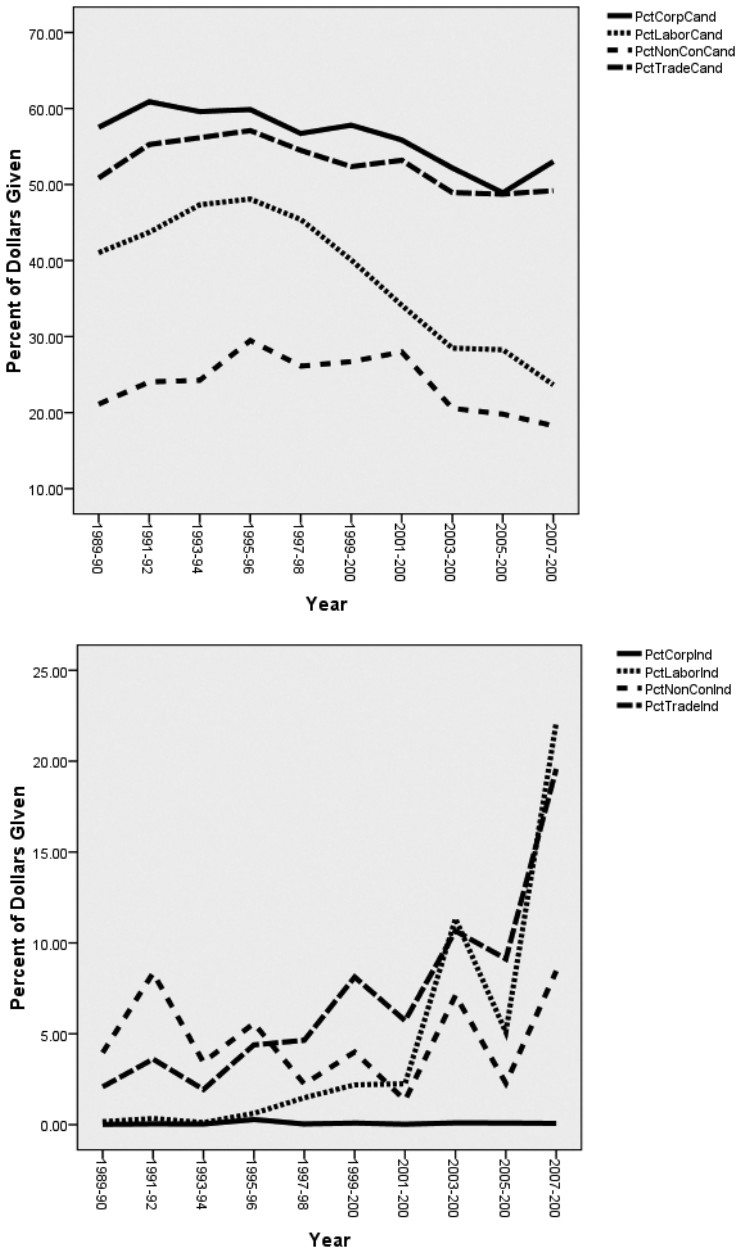 PctCorpCand
PctLaborCand
PctNonConCand
PctTradeCand
70.00
60.00
50.00
40.00
30.00
20.00
10.00
Percent of Dollars Given
1989-90
1991-92
1993-94
1995-96
1997-98
1999-200
2001-200
2003-200
2005-200
2007-200
Year
PctCorpInd
PctLaborInd
PctNonConInd
PctTradeInd
25.00
20.00
15.00
10.00
5.00
0.00
Percent of Dollars GIven
1989-90
1991-92
1993-94
1995-96
1997-98
1999-200
2001-200
2003-200
2005-200
2007-200
Year